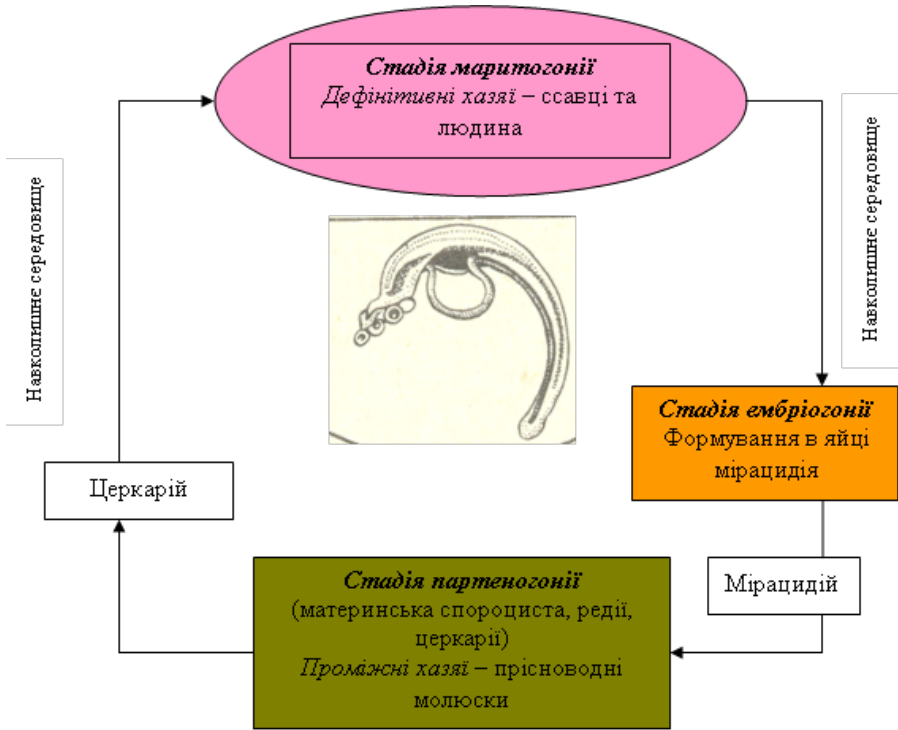 Стадія маритогонії
Дефінітивні хазяї – ссавці та
людина
Навколишнє середовище
Навколишнє середовище
Стадія ембріогонії
Формування в яйці
мірацидія
Церкарій
Мірацидій
Стадія партеногонії
(материнська спороциста, редії,
церкарії)
Проміжні хазяї – прісноводні
молюски